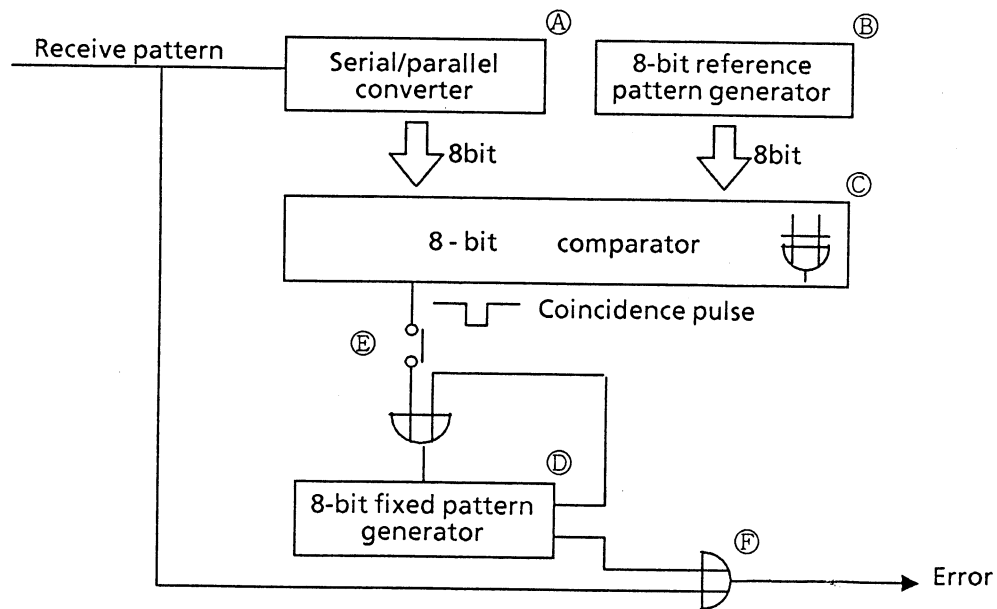 Ⓐ
Ⓑ
Receive pattern
Serial/parallel
converter
8-bit reference
pattern generator
8bit
8bit
Ⓒ
8 - bit comparator
Coincidence pulse
Ⓔ
Ⓓ
8-bit fixed pattern
generator
Ⓕ
Error